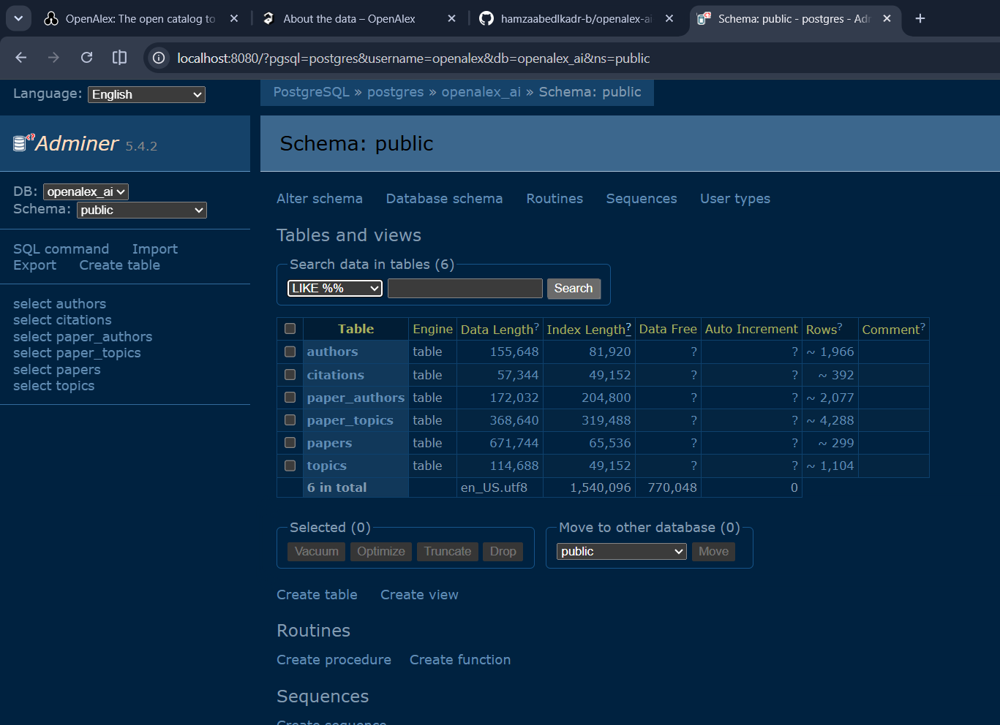 OpenAlex: The open catalog to
About the data – OpenAlex
hamzaabedlkadr-b/openalex-ai
Schema: public - postgres - Adr
localhost:8080/?pgsql=postgres&username=openalex&db=openalex_ai&ns=public
Language: English
PostgreSQL » postgres » openalex_ai » Schema: public
Adminer 5.4.2
Schema: public
DB: openalex_ai
Schema: public
SQL command Import
Export Create table
select authors
select citations
select paper_authors
select paper_topics
select papers
select topics
Alter schema Database schema Routines Sequences User types
Tables and views
Search data in tables (6)
LIKE %% Search
Table Engine Data Length? Index Length? Data Free Auto Increment Rows? Comment?
authors table 155,648 81,920 ? ? ~ 1,966
citations table 57,344 49,152 ? ? ~ 392
paper_authors table 172,032 204,800 ? ? ~ 2,077
paper_topics table 368,640 319,488 ? ? ~ 4,288
papers table 671,744 65,536 ? ? ~ 299
topics table 114,688 49,152 ? ? ~ 1,104
6 in total en_US.utf8 1,540,096 770,048 0
Selected (0)
Vacuum Optimize Truncate Drop
Move to other database (0)
public Move
Create table Create view
Routines
Create procedure Create function
Sequences
Create sequence